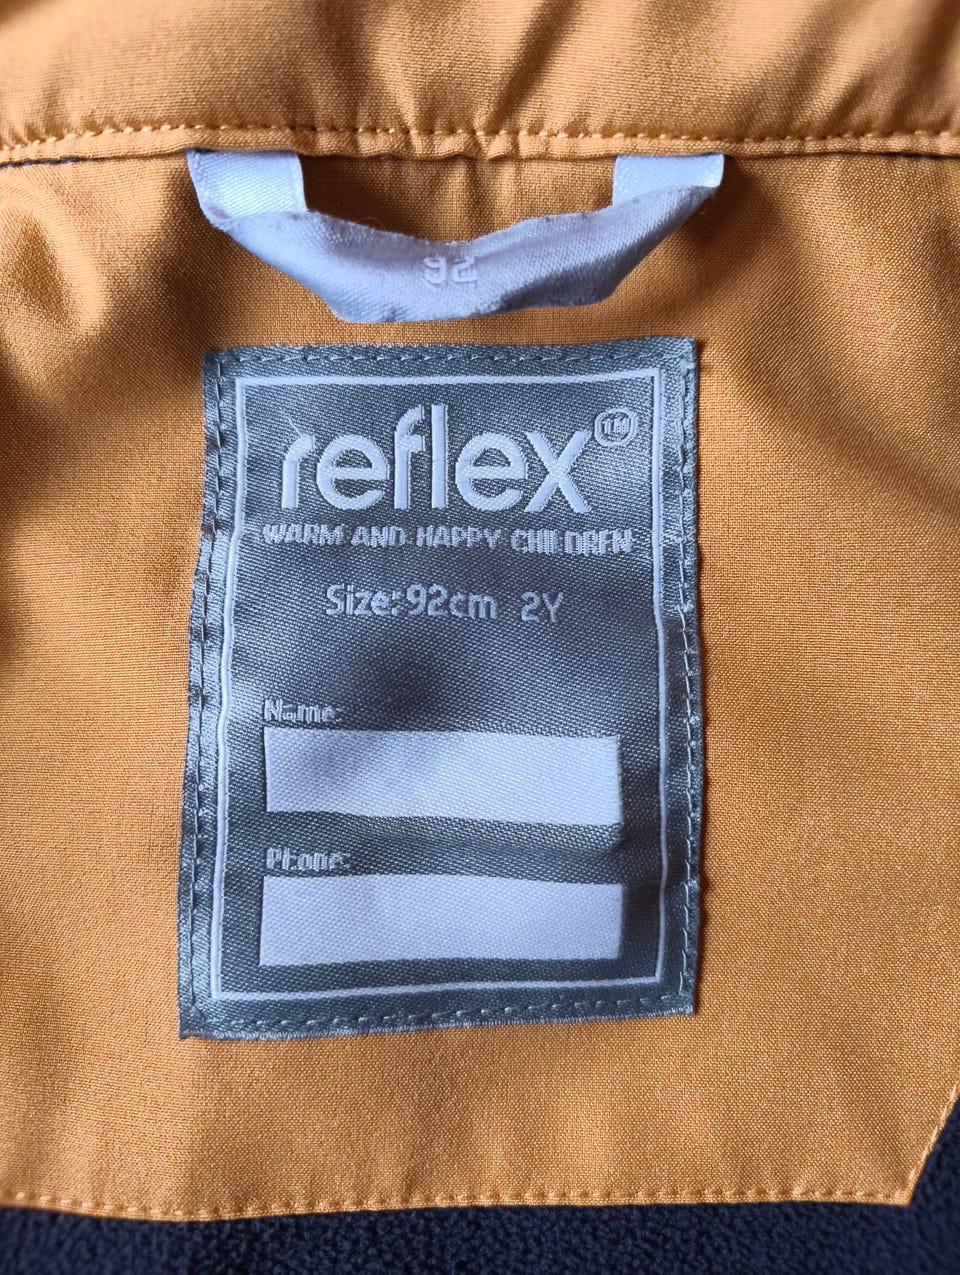 92
reflex™
WARM AND HAPPY CHILDREN
Size:92cm 2Y
Name:
Phone: